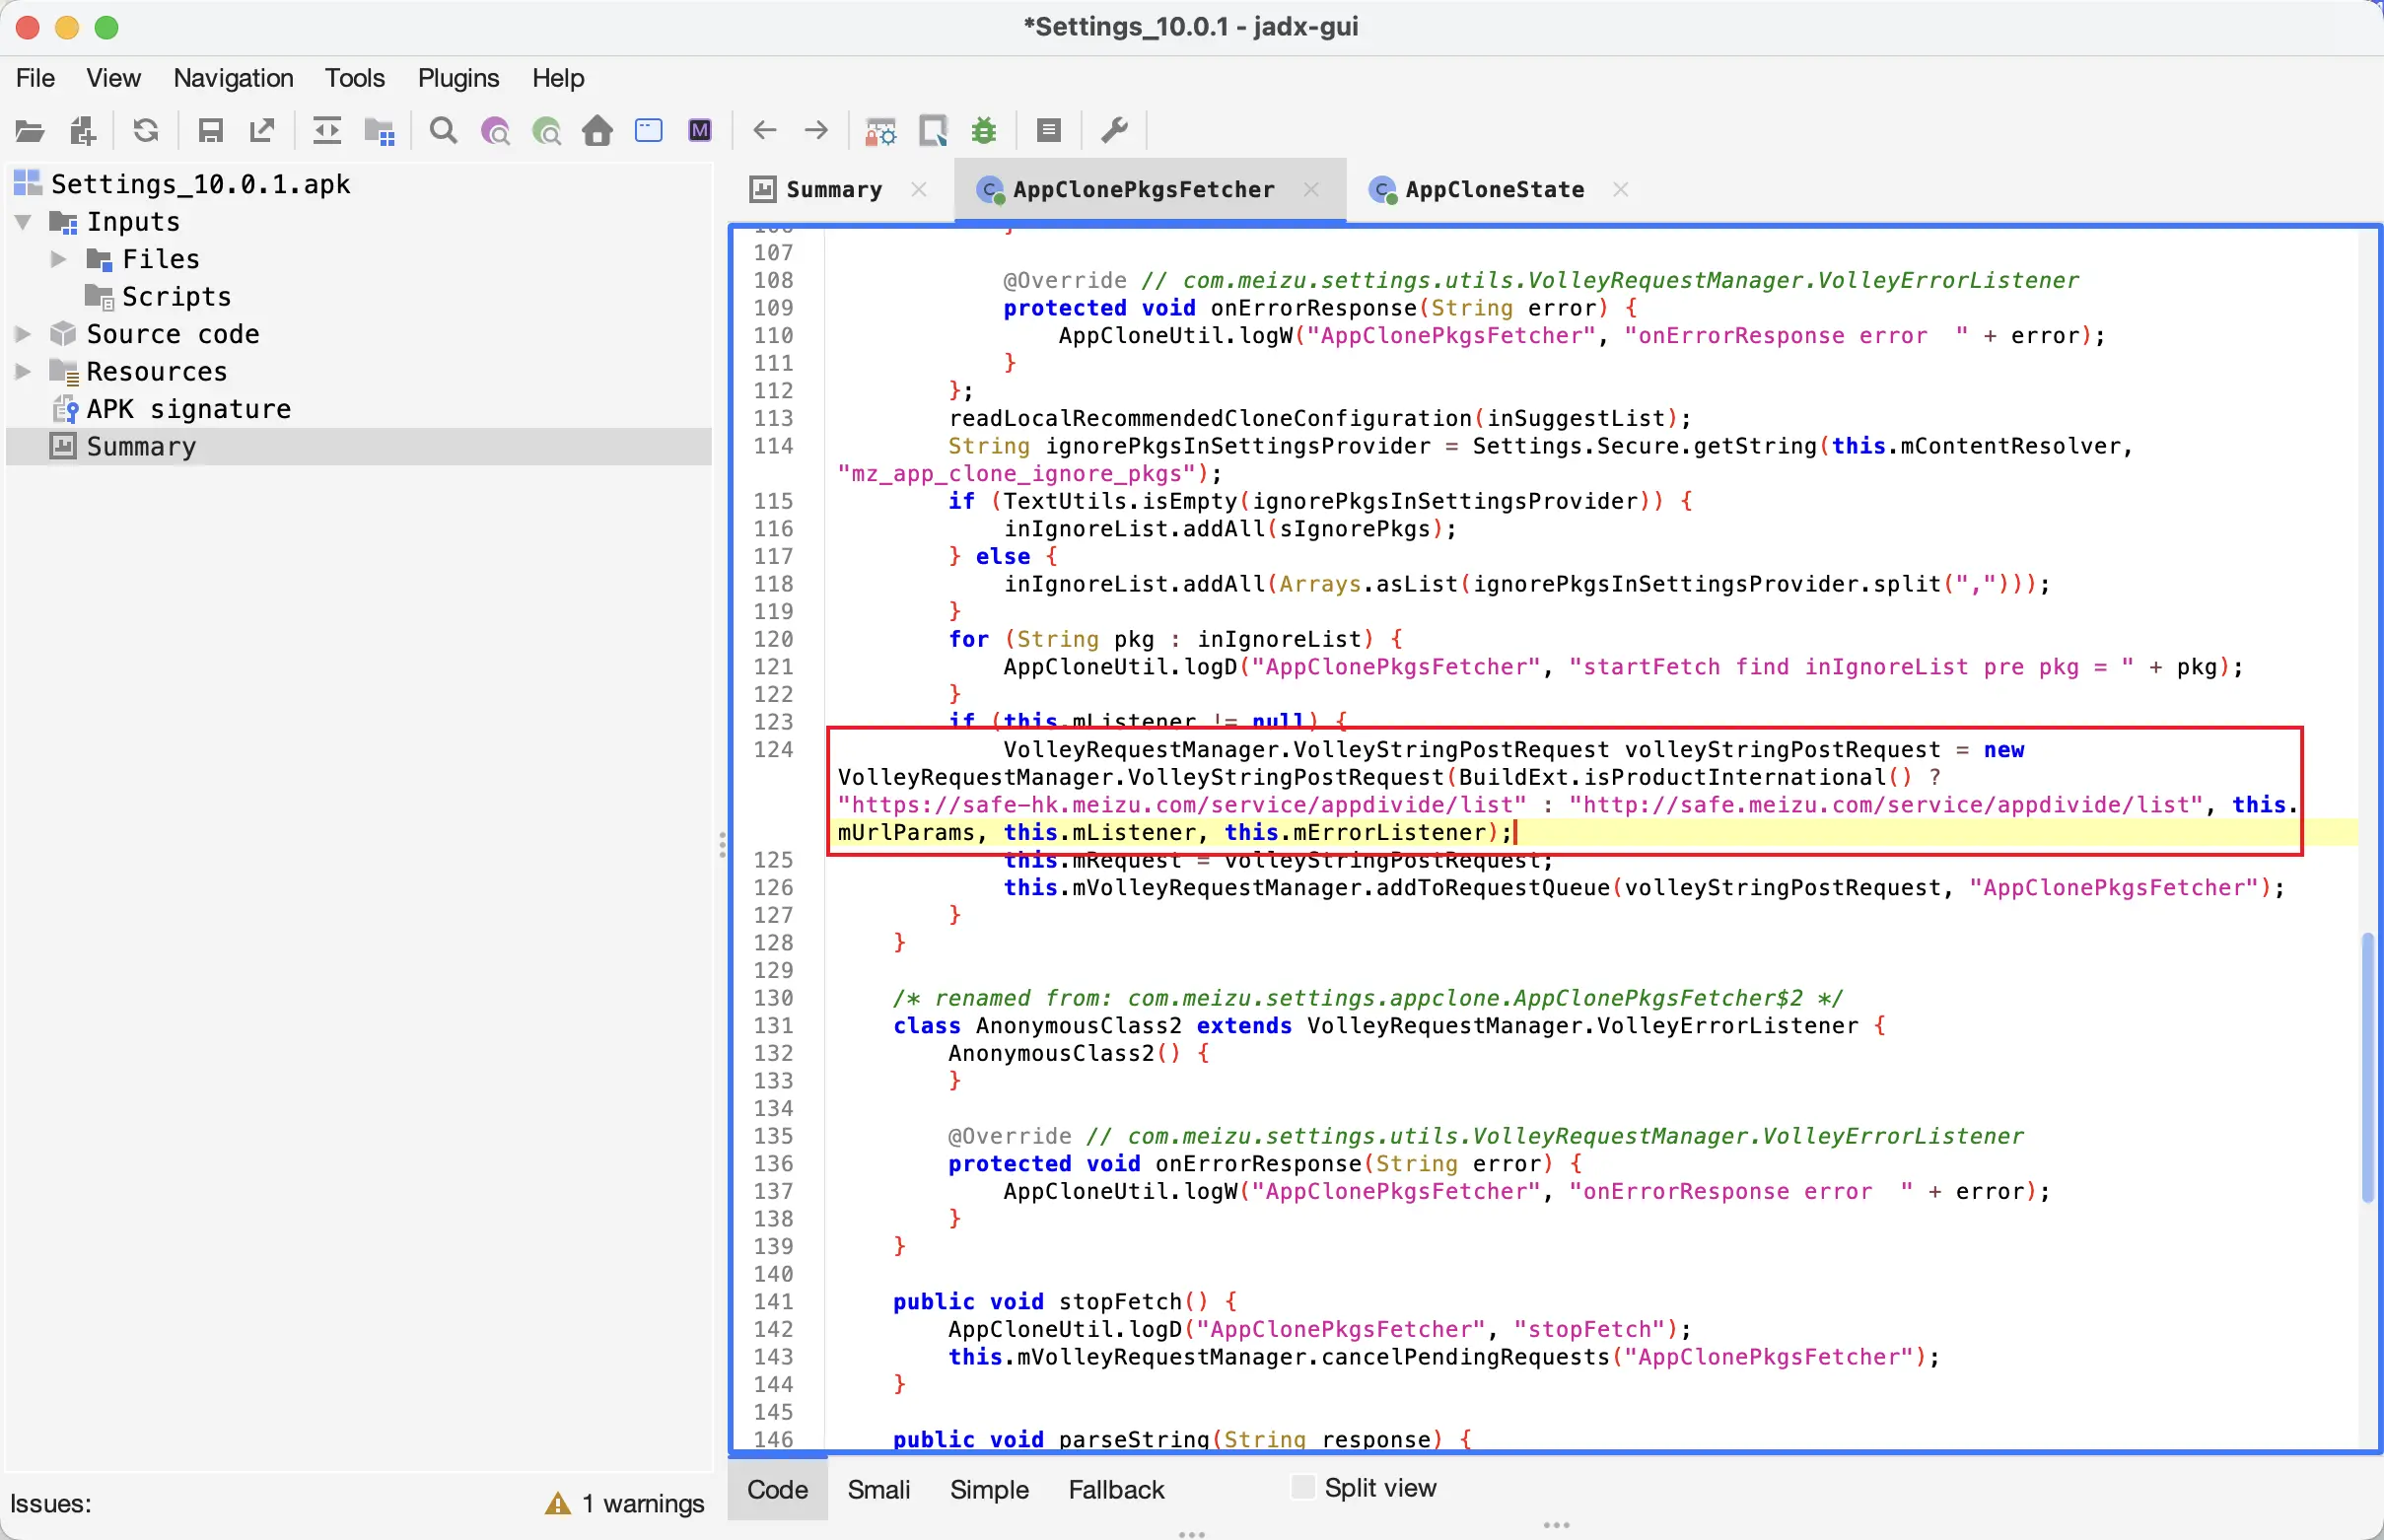 *Settings_10.0.1 - jadx-gui
File View Navigation Tools Plugins Help
Settings_10.0.1.apk
Inputs
Files
Scripts
Source code
Resources
APK signature
Summary
Summary AppClonePkgsFetcher AppCloneState
106 }
107
108 @Override // com.meizu.settings.utils.VolleyRequestManager.VolleyErrorListener
109 protected void onErrorResponse(String error) {
110 AppCloneUtil.logW("AppClonePkgsFetcher", "onErrorResponse error  " + error);
111 }
112 };
113 readLocalRecommendedCloneConfiguration(inSuggestList);
114 String ignorePkgsInSettingsProvider = Settings.Secure.getString(this.mContentResolver,
"mz_app_clone_ignore_pkgs");
115 if (TextUtils.isEmpty(ignorePkgsInSettingsProvider)) {
116 inIgnoreList.addAll(sIgnorePkgs);
117 } else {
118 inIgnoreList.addAll(Arrays.asList(ignorePkgsInSettingsProvider.split(",")));
119 }
120 for (String pkg : inIgnoreList) {
121 AppCloneUtil.logD("AppClonePkgsFetcher", "startFetch find inIgnoreList pre pkg = " + pkg);
122 }
123 if (this.mListener != null) {
124 VolleyRequestManager.VolleyStringPostRequest volleyStringPostRequest = new
VolleyRequestManager.VolleyStringPostRequest(BuildExt.isProductInternational() ?
"https://safe-hk.meizu.com/service/appdivide/list" : "http://safe.meizu.com/service/appdivide/list", this.
mUrlParams, this.mListener, this.mErrorListener);
125 this.mRequest = volleyStringPostRequest;
126 this.mVolleyRequestManager.addToRequestQueue(volleyStringPostRequest, "AppClonePkgsFetcher");
127 }
128 }
129
130 /* renamed from: com.meizu.settings.appclone.AppClonePkgsFetcher$2 */
131 class AnonymousClass2 extends VolleyRequestManager.VolleyErrorListener {
132 AnonymousClass2() {
133 }
134
135 @Override // com.meizu.settings.utils.VolleyRequestManager.VolleyErrorListener
136 protected void onErrorResponse(String error) {
137 AppCloneUtil.logW("AppClonePkgsFetcher", "onErrorResponse error  " + error);
138 }
139 }
140
141 public void stopFetch() {
142 AppCloneUtil.logD("AppClonePkgsFetcher", "stopFetch");
143 this.mVolleyRequestManager.cancelPendingRequests("AppClonePkgsFetcher");
144 }
145
146 public void parseString(String response) {
Issues: 1 warnings
Code Smali Simple Fallback Split view